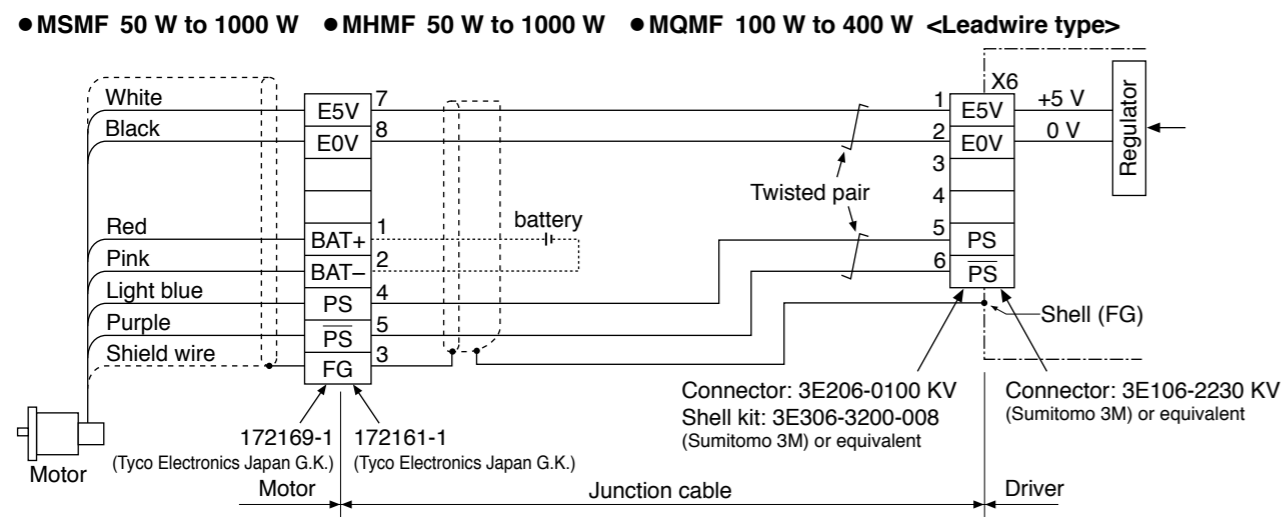 ●MSMF 50 W to 1000 W ●MHMF 50 W to 1000 W ●MQMF 100 W to 400 W <Leadwire type>
X6
White E5V 7 1 E5V +5 V
Black E0V 8 2 E0V 0 V
Regulator
3
4
Twisted pair
Red BAT+ 1 battery 5 PS
Pink BAT– 2 6 P̅S̅
Light blue PS 4
Purple P̅S̅ 5
Shell (FG)
Shield wire FG 3
Connector: 3E206-0100 KV
Shell kit: 3E306-3200-008
(Sumitomo 3M) or equivalent
Connector: 3E106-2230 KV
(Sumitomo 3M) or equivalent
172169-1
(Tyco Electronics Japan G.K.)
172161-1
(Tyco Electronics Japan G.K.)
Motor
Motor Junction cable Driver